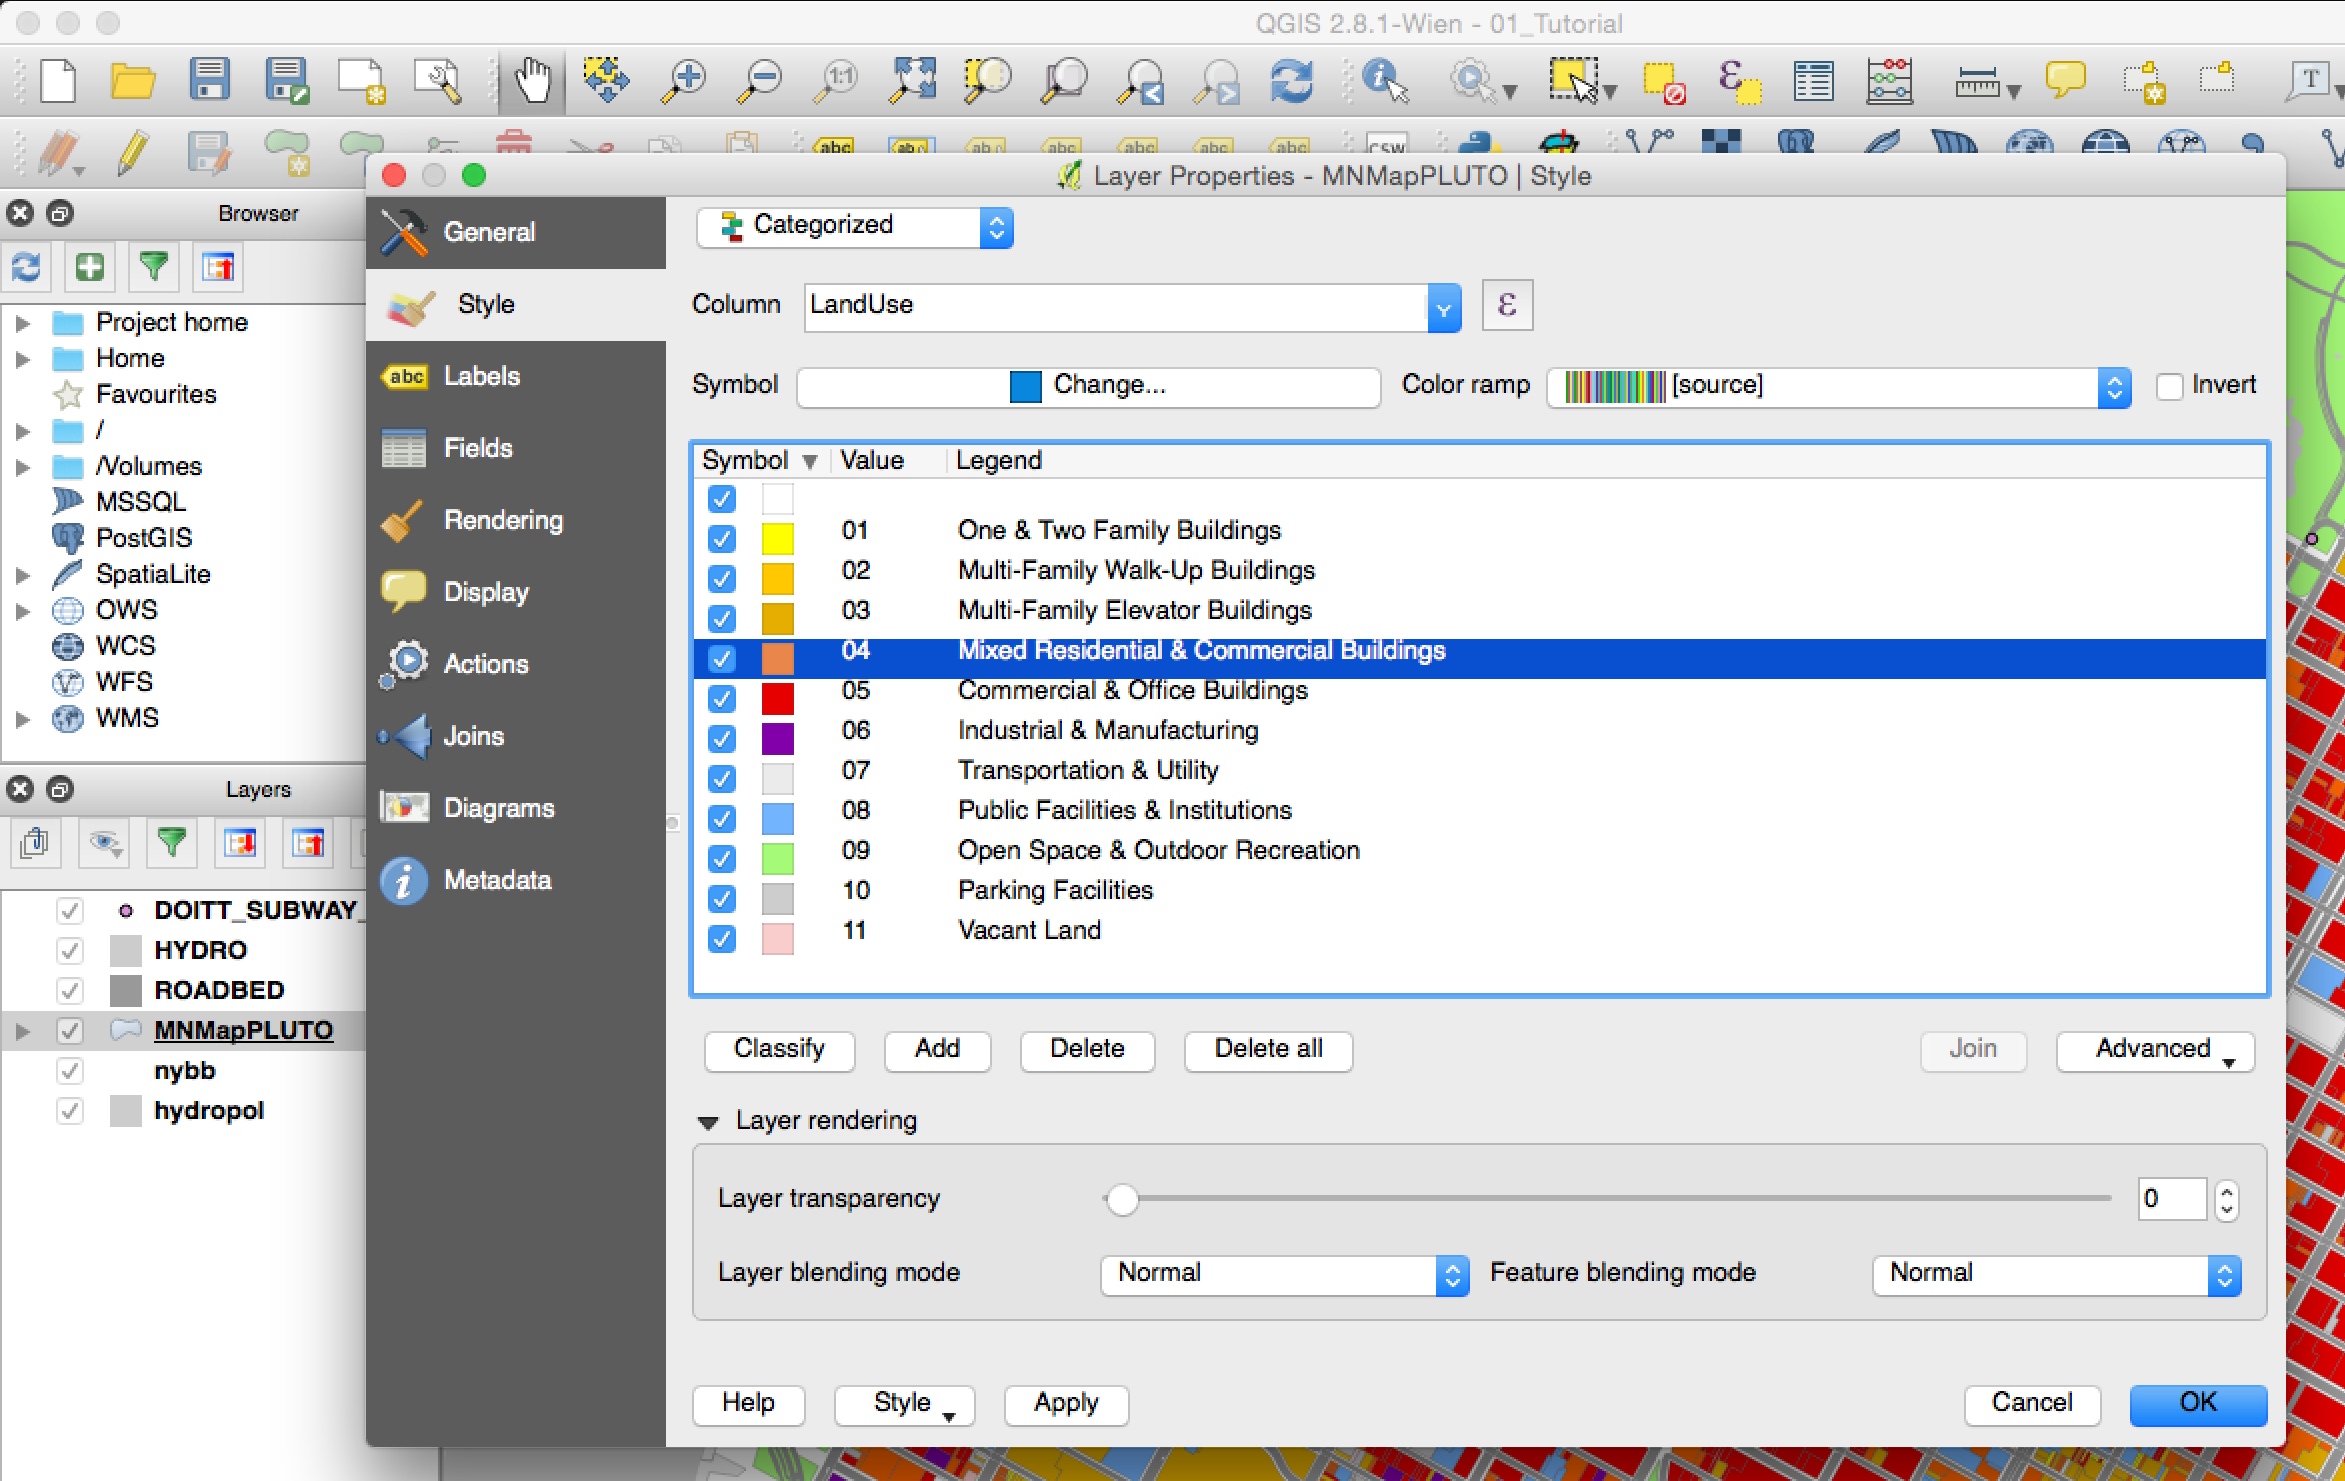 QGIS 2.8.1-Wien - 01_Tutorial
1:1
T
abc
abc
CSW
Layer Properties - MNMapPLUTO | Style
Browser
Project home
Home
Favourites
/
/Volumes
MSSQL
PostGIS
SpatiaLite
OWS
WCS
WFS
WMS
Layers
DOITT_SUBWAY_
HYDRO
ROADBED
MNMapPLUTO
nybb
hydropol
General
Style
abc Labels
Fields
Rendering
Display
Actions
Joins
Diagrams
Metadata
Categorized
Column LandUse ε
Symbol Change... Color ramp [source] Invert
Symbol Value Legend
01 One & Two Family Buildings
02 Multi-Family Walk-Up Buildings
03 Multi-Family Elevator Buildings
04 Mixed Residential & Commercial Buildings
05 Commercial & Office Buildings
06 Industrial & Manufacturing
07 Transportation & Utility
08 Public Facilities & Institutions
09 Open Space & Outdoor Recreation
10 Parking Facilities
11 Vacant Land
Classify Add Delete Delete all Join Advanced
Layer rendering
Layer transparency 0
Layer blending mode Normal Feature blending mode Normal
Help Style Apply Cancel OK